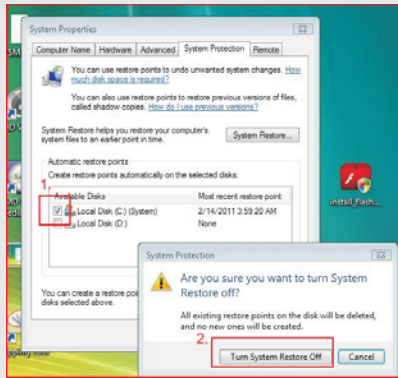 System Properties
Computer Name Hardware Advanced System Protection Remote
You can use restore points to undo unwanted system changes. How
much disk space is required?
You can also use restore points to restore previous versions of files,
called shadow copies. How do I use previous versions?
System Restore helps you restore your computer's
system files to an earlier point in time.
System Restore...
Automatic restore points
Create restore points automatically on the selected disks:
1.
Available Disks Most recent restore point
Local Disk (C:) (System) 2/14/2011 3:59:20 AM
Local Disk (D:) None
install_flash...
You can create a restore
disks selected above.
System Protection
Are you sure you want to turn System
Restore off?
All existing restore points on the disk will be deleted,
and no new ones will be created.
2.
Turn System Restore Off Cancel